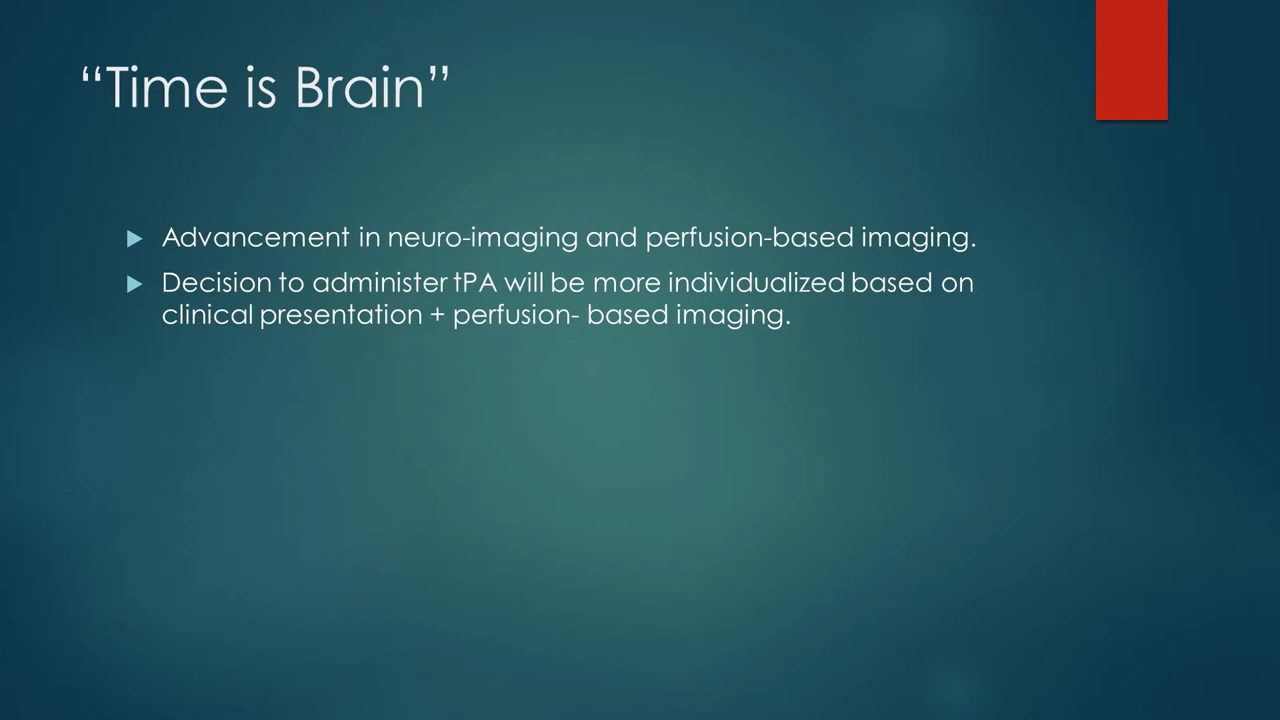 “Time is Brain”
Advancement in neuro-imaging and perfusion-based imaging.
Decision to administer tPA will be more individualized based on
clinical presentation + perfusion- based imaging.